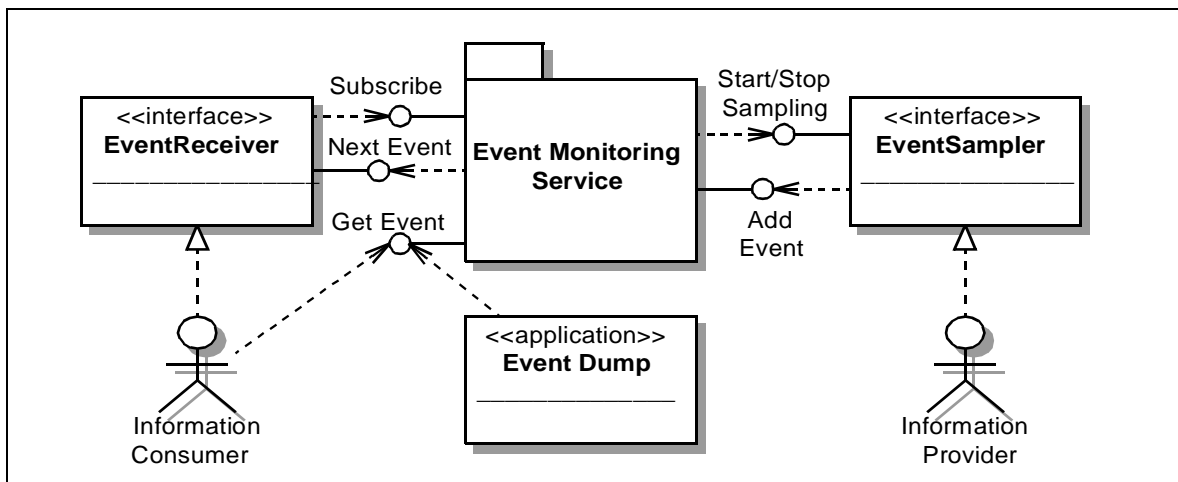 Subscribe
<<interface>>
EventReceiver
Next Event
Get Event
Event Monitoring
Service
Start/Stop
Sampling
<<interface>>
EventSampler
Add
Event
<<application>>
Event Dump
Information
Consumer
Information
Provider